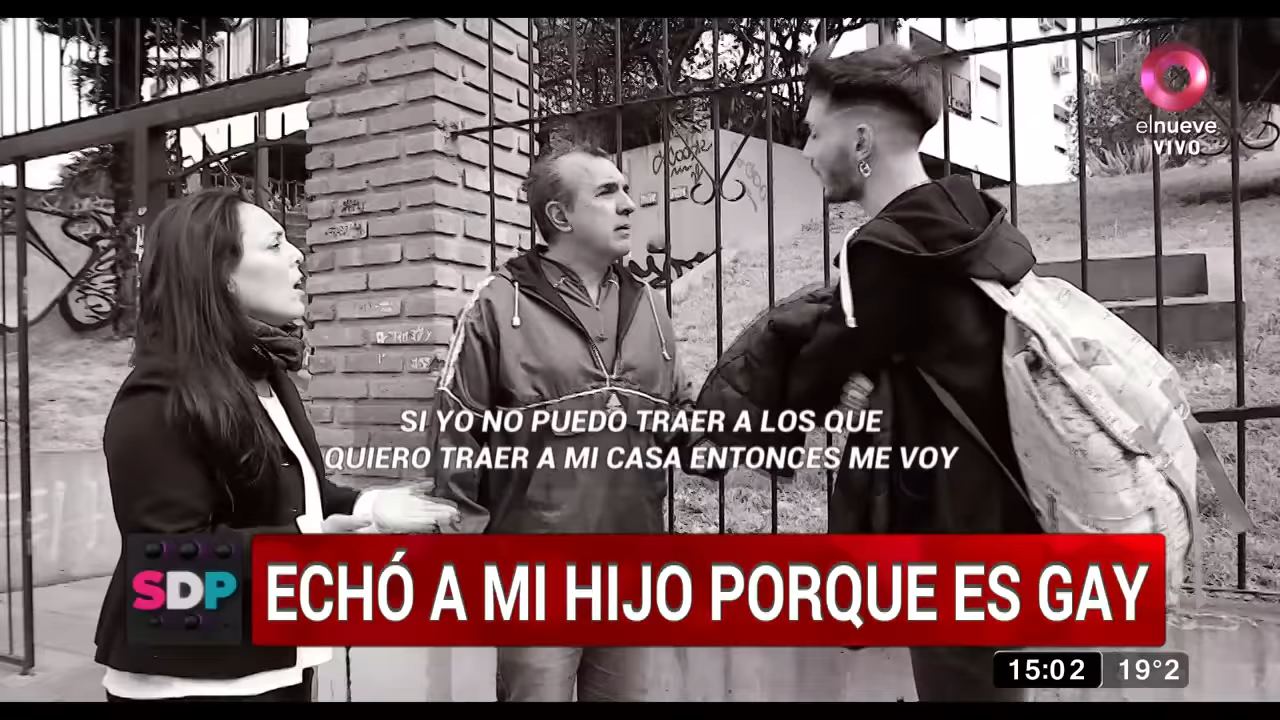 elnueve
VIVO
SI YO NO PUEDO TRAER A LOS QUE
QUIERO TRAER A MI CASA ENTONCES ME VOY
SDP
ECHÓ A MI HIJO PORQUE ES GAY
15:02 19°2